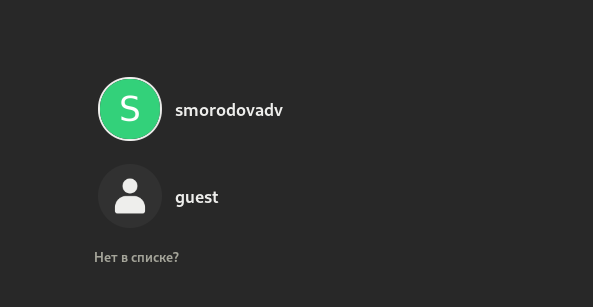 S
smorodovadv
guest
Нет в списке?